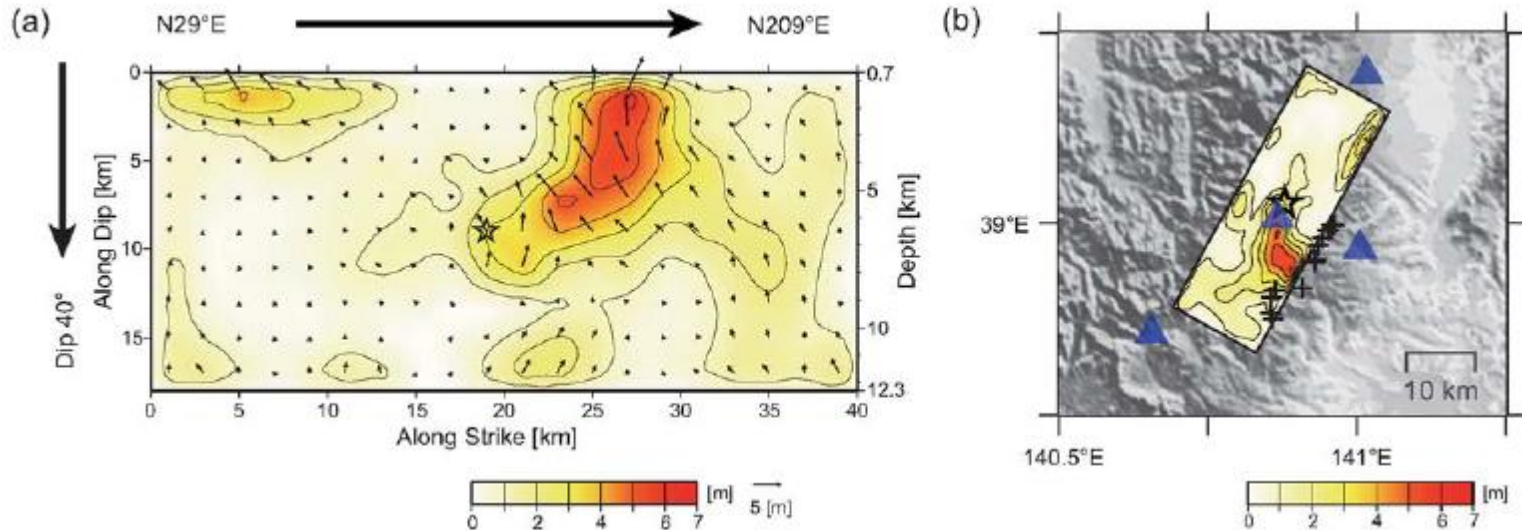 (a)
N29°E
N209°E
Along Dip [km]
0
5
10
15
Dip 40°
0.7
5
10
12.3
Depth [km]
0
5
10
15
20
25
30
35
40
Along Strike [km]
0
2
4
6
7
[m]
5 [m]
(b)
39°E
10 km
140.5°E
141°E
0
2
4
6
7
[m]